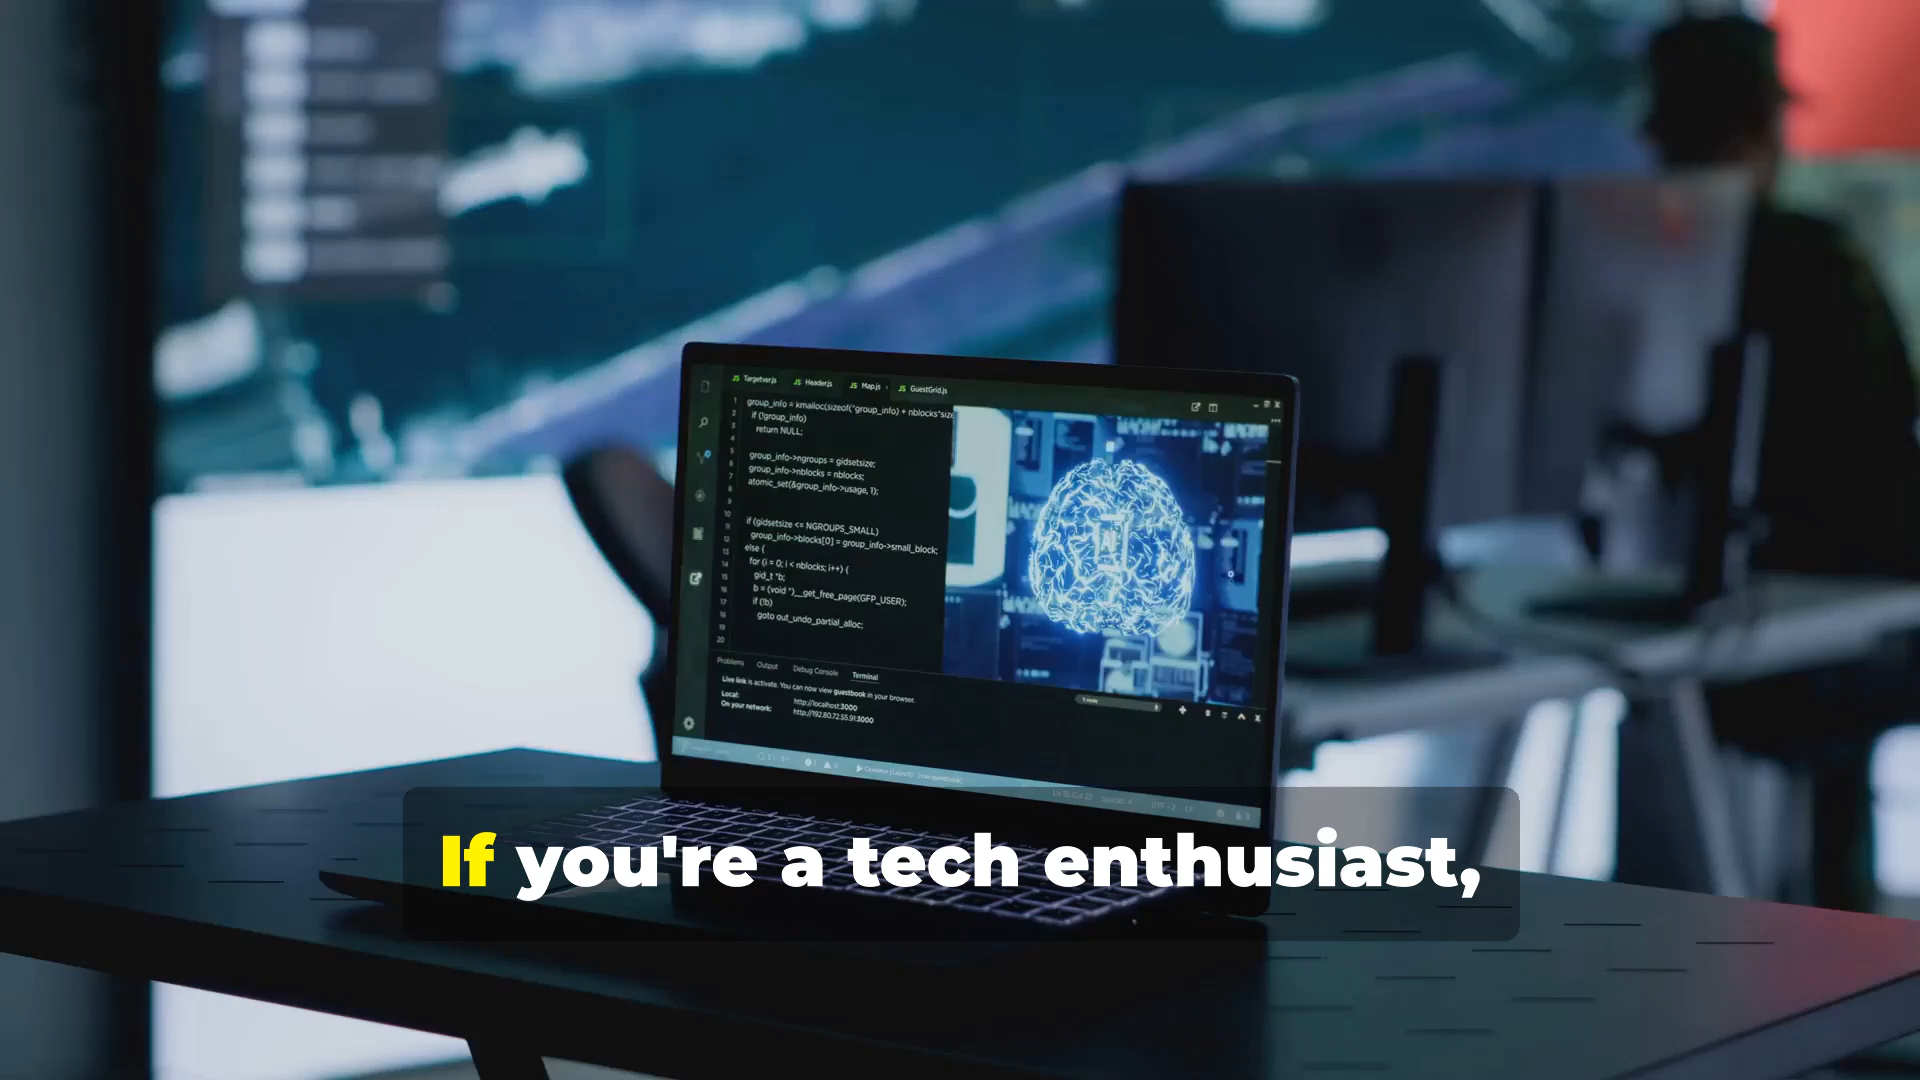 Targetver.js
Header.js
Map.js
GuestGrid.js
1 group_info = kmalloc(sizeof(*group_info) + nblocks*size
2 if (!group_info)
3 return NULL;
group_info->ngroups = gidsetsize;
group_info->nblocks = nblocks;
atomic_set(&group_info->usage, 1);
if (gidsetsize <= NGROUPS_SMALL)
group_info->blocks[0] = group_info->small_block;
else {
for (i = 0; i < nblocks; i++) {
gid_t *b;
b = (void *)__get_free_page(GFP_USER);
if (!b)
goto out_undo_partial_alloc;
AI
Problems Output Debug Console Terminal
Live link is activate. You can now view guestbook in your browser.
Local: http://localhost:3000
On your network: http://192.80.72.55.91:3000
If you're a tech enthusiast,